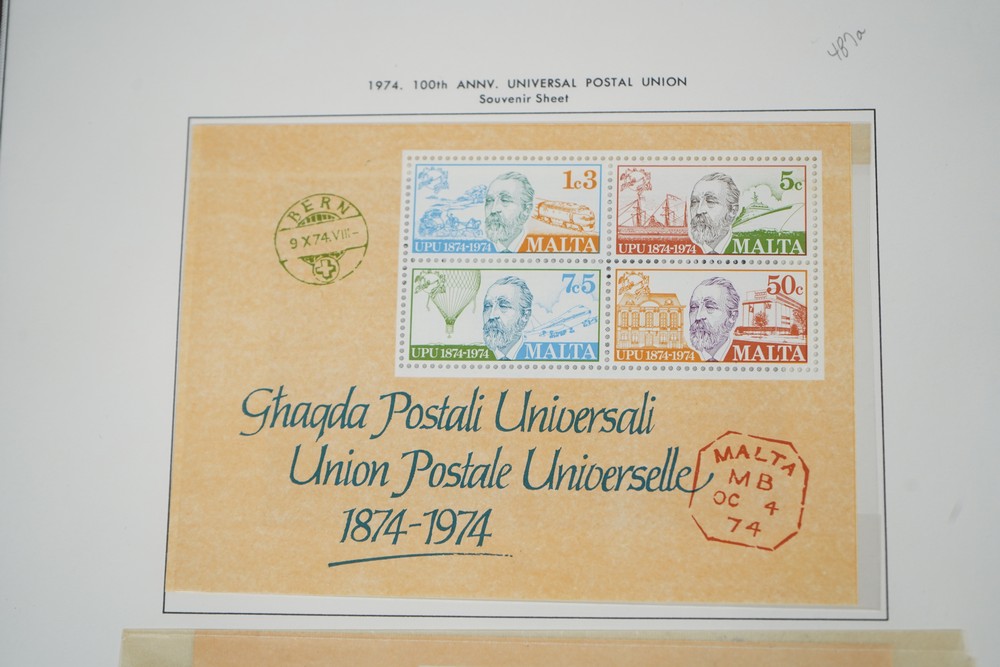 487a
1974. 100th ANNV. UNIVERSAL POSTAL UNION
Souvenir Sheet
BERN
9 X 74. VIII -
1c3
UPU 1874-1974 MALTA
5c
UPU 1874-1974 MALTA
7c5
UPU 1874-1974 MALTA
50c
UPU 1874-1974 MALTA
Għaqda Postali Universali
Union Postale Universelle
1874-1974
MALTA
MB
OC 4
74